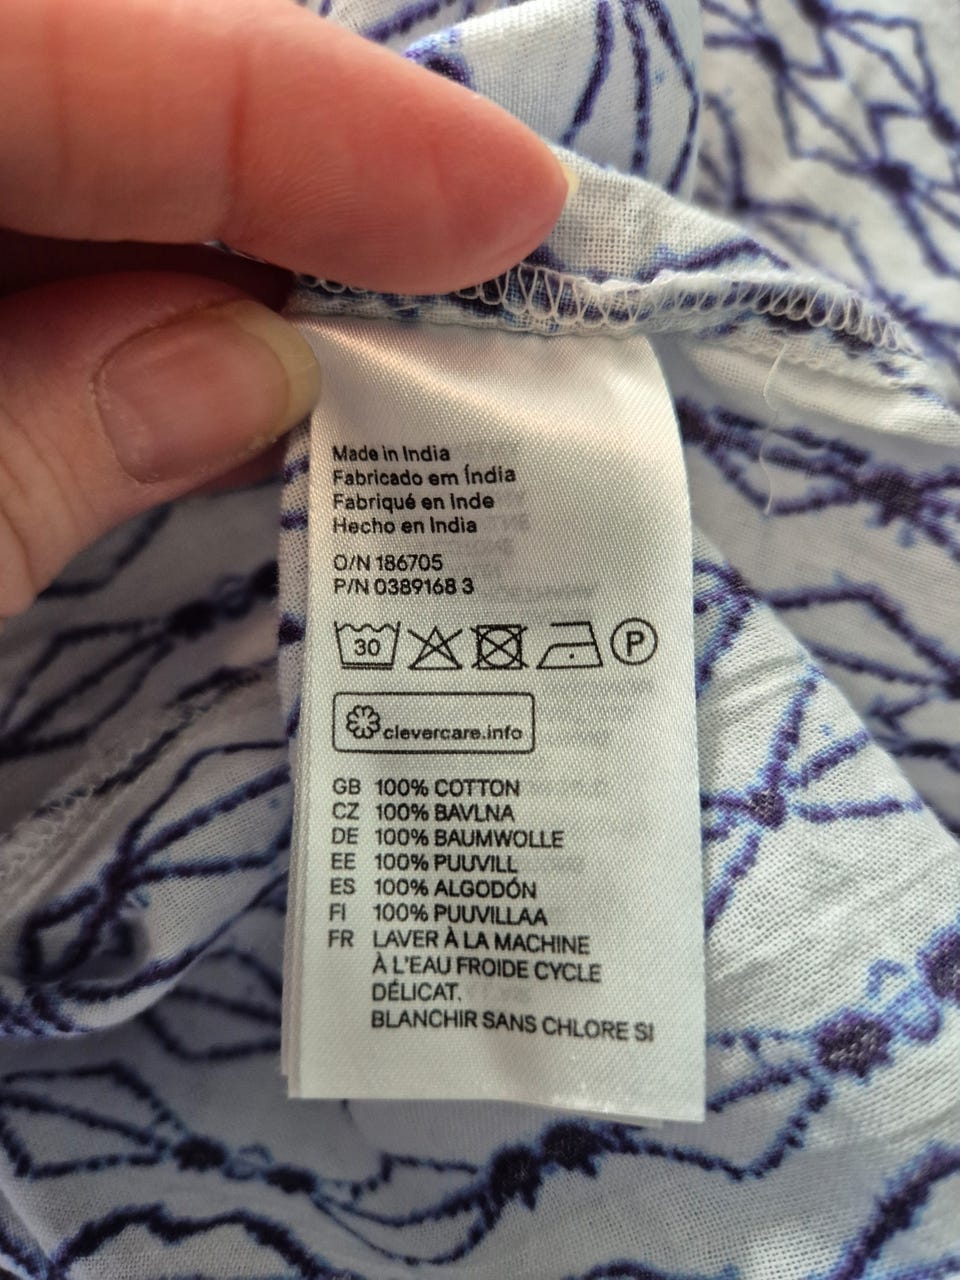 Made in India
Fabricado em Índia
Fabriqué en Inde
Hecho en India
O/N 186705
P/N 0389168 3
30 P
clevercare.info
GB 100% COTTON
CZ 100% BAVLNA
DE 100% BAUMWOLLE
EE 100% PUUVILL
ES 100% ALGODÓN
FI 100% PUUVILLAA
FR LAVER À LA MACHINE
À L'EAU FROIDE CYCLE
DÉLICAT.
BLANCHIR SANS CHLORE SI